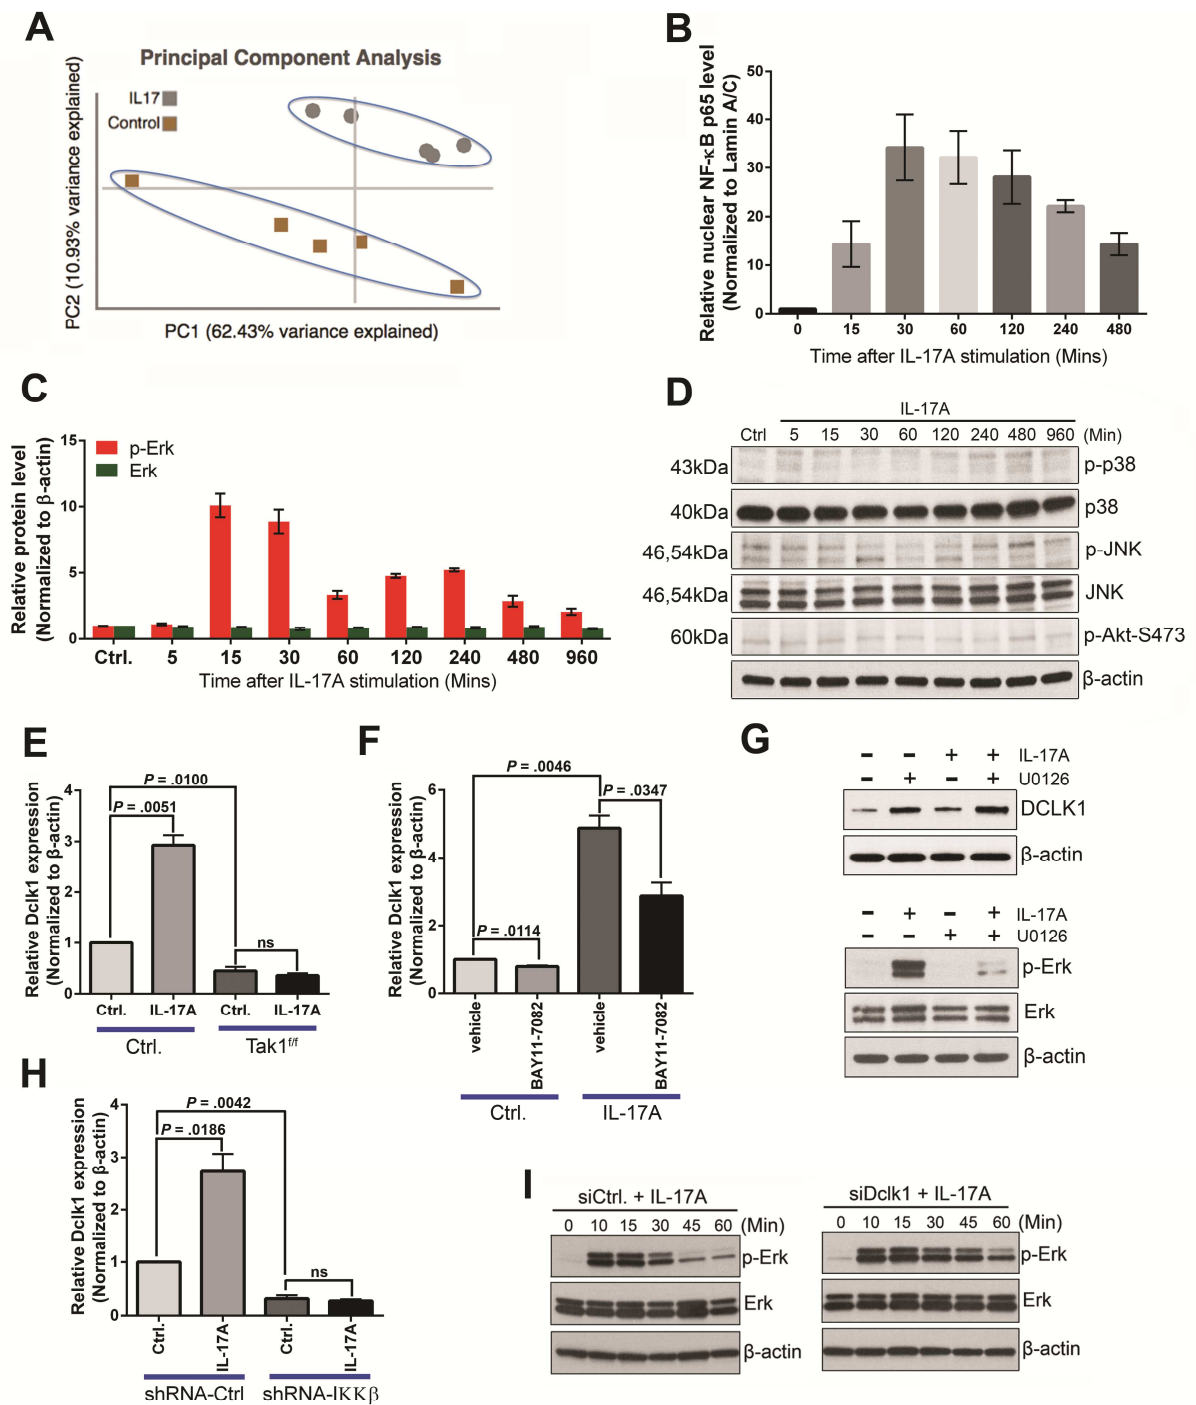 A
Principal Component Analysis
IL17
Control
PC2 (10.93% variance explained)
PC1 (62.43% variance explained)
B
Relative nuclear NF-κB p65 level
(Normalized to Lamin A/C)
50
40
30
20
10
0
0 15 30 60 120 240 480
Time after IL-17A stimulation (Mins)
C
Relative protein level
(Normalized to β-actin)
15
10
5
0
p-Erk
Erk
Ctrl. 5 15 30 60 120 240 480 960
Time after IL-17A stimulation (Mins)
D
IL-17A
Ctrl 5 15 30 60 120 240 480 960 (Min)
43kDa p-p38
40kDa p38
46,54kDa p-JNK
46,54kDa JNK
60kDa p-Akt-S473
β-actin
E
Relative Dclk1 expression
(Normalized to β-actin)
4
3
2
1
0
P = .0100
P = .0051
ns
Ctrl. IL-17A Ctrl. IL-17A
Ctrl. Tak1f/f
F
Relative Dclk1 expression
(Normalized to β-actin)
6
4
2
0
P = .0046
P = .0347
P = .0114
vehicle
BAY11-7082
vehicle
BAY11-7082
Ctrl. IL-17A
G
- - + + IL-17A
- + - + U0126
DCLK1
β-actin
- + - + IL-17A
- - + + U0126
p-Erk
Erk
β-actin
H
Relative Dclk1 expression
(Normalized to β-actin)
4
3
2
1
0
P = .0042
P = .0186
ns
Ctrl.
IL-17A
Ctrl.
IL-17A
shRNA-Ctrl shRNA-IKKβ
I
siCtrl. + IL-17A
0 10 15 30 45 60 (Min)
p-Erk
Erk
β-actin
siDclk1 + IL-17A
0 10 15 30 45 60 (Min)
p-Erk
Erk
β-actin